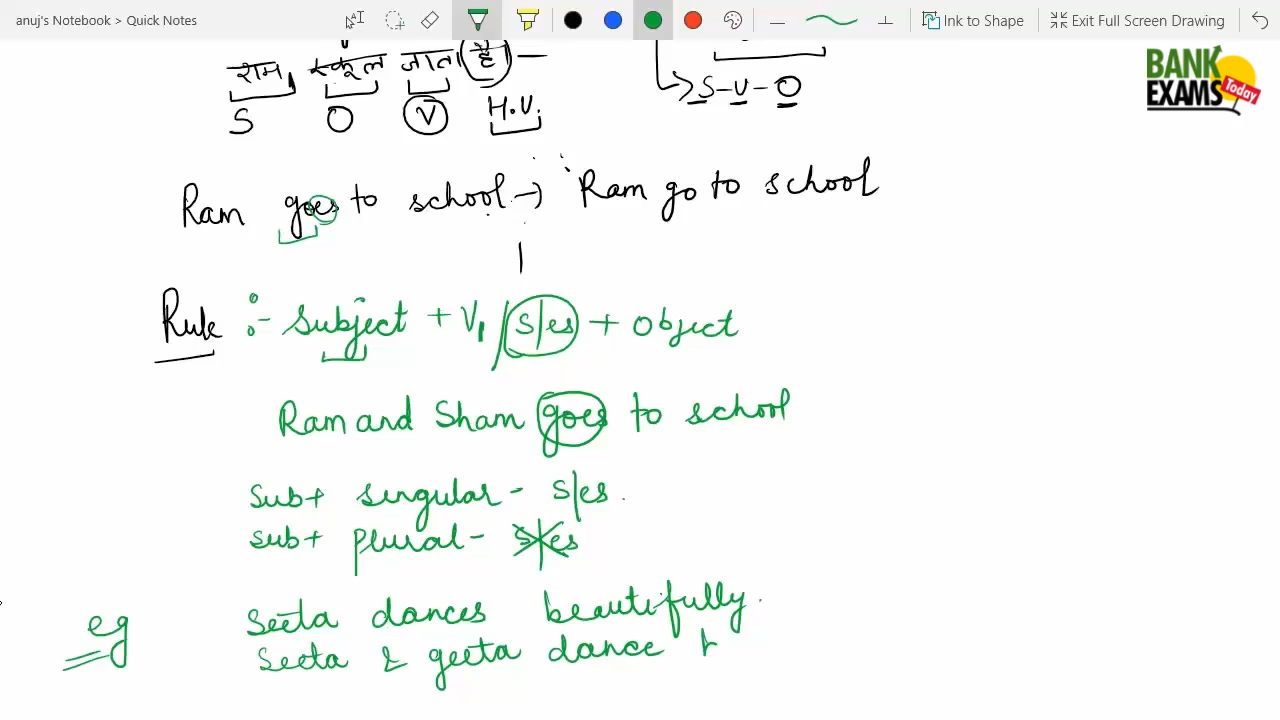 anuj's Notebook > Quick Notes
Ink to Shape
Exit Full Screen Drawing
BANK
EXAMS
Today
राम स्कूल जाता है
S O V H.V.
S-V-O
Ram goes to school → Ram go to school
Rule :- Subject + V1/s/es + Object
Ram and Sham goes to school
Sub+ singular - s/es.
sub+ plural - s/es
eg
Seeta dances beautifully.
Seeta & geeta dance